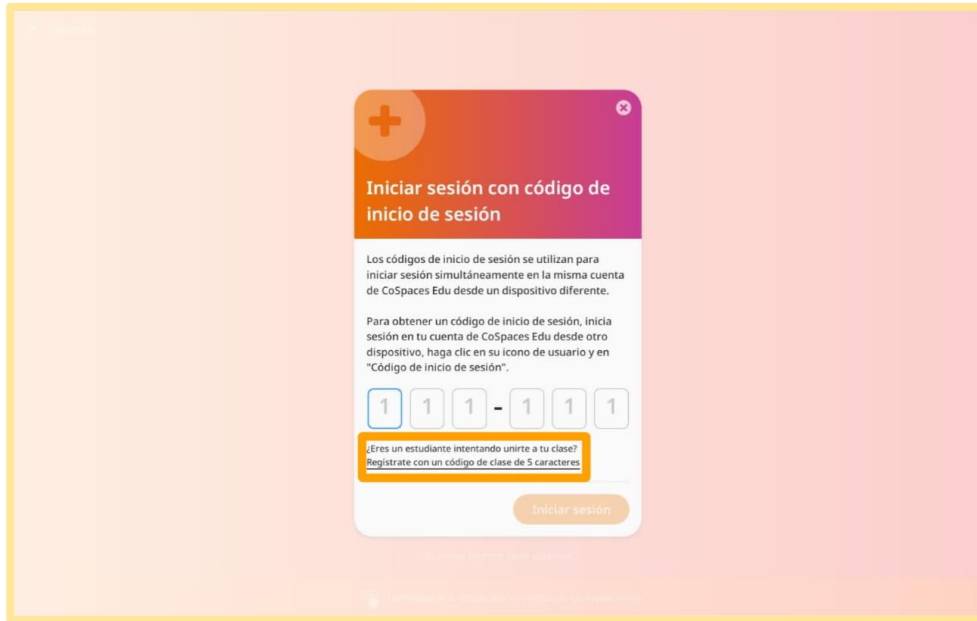 Iniciar sesión con código de
inicio de sesión
Los códigos de inicio de sesión se utilizan para
iniciar sesión simultáneamente en la misma cuenta
de CoSpaces Edu desde un dispositivo diferente.
Para obtener un código de inicio de sesión, inicia
sesión en tu cuenta de CoSpaces Edu desde otro
dispositivo, haga clic en su icono de usuario y en
"Código de inicio de sesión".
1 1 1 - 1 1 1
¿Eres un estudiante intentando unirte a tu clase?
Regístrate con un código de clase de 5 caracteres
Iniciar sesión